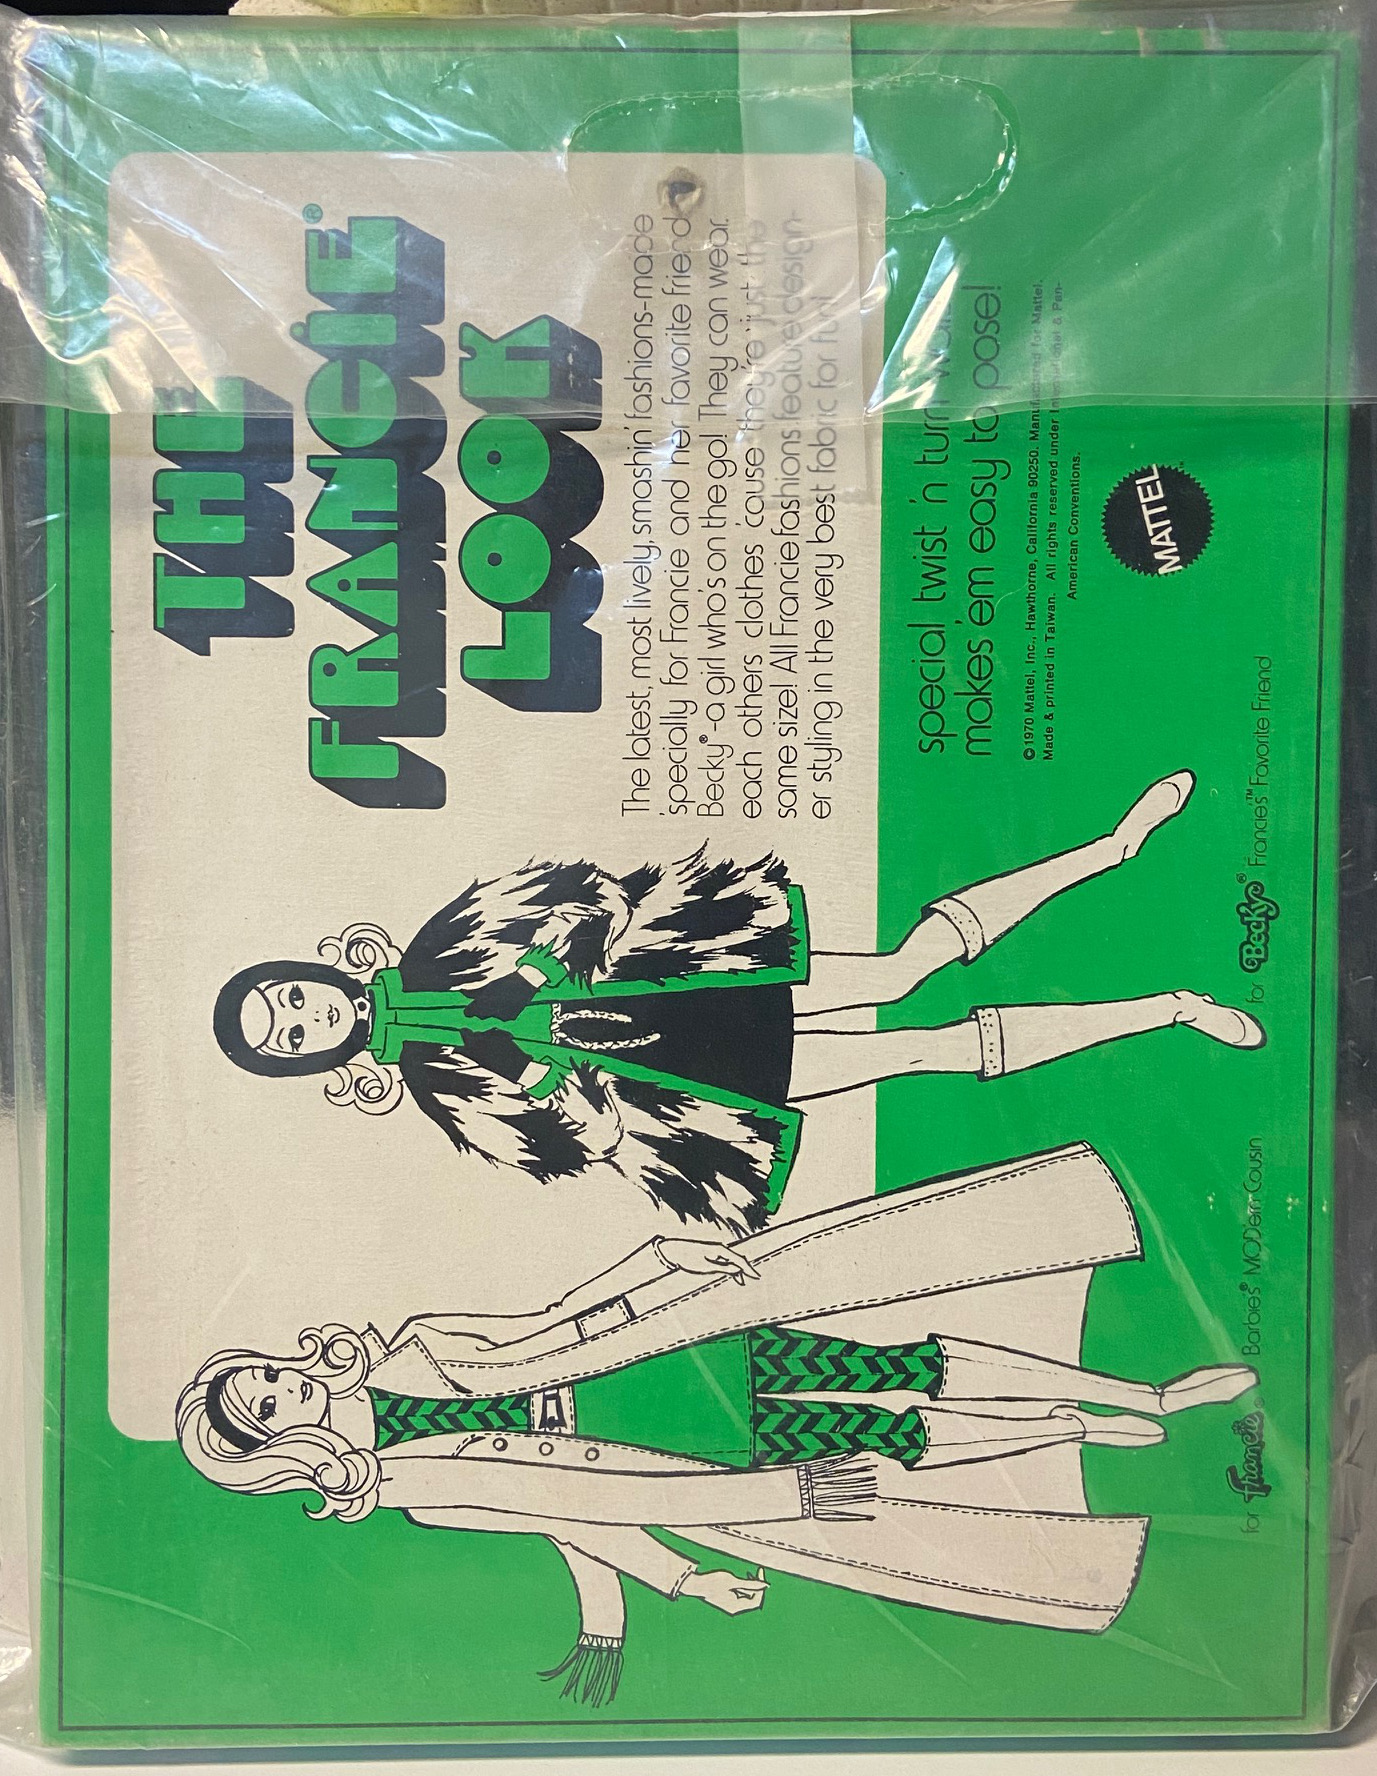 THE
FRANCIE®
LOOK
The latest, most lively, smashin' fashions-made
'specially for Francie and her favorite friend
Becky®-a girl who's on the go! They can wear
each others clothes 'cause they're just the
same size! All Francie fashions feature design-
er styling in the very best fabric for fun!
special twist 'n turn waist
makes 'em easy to pose!
©1970 Mattel, Inc., Hawthorne, California 90250. Manufactured for Mattel.
Made & printed in Taiwan. All rights reserved under International & Pan-
American Conventions.
MATTEL™
for Francie® Barbie's® MODern Cousin
for Becky® Francie's™ Favorite Friend